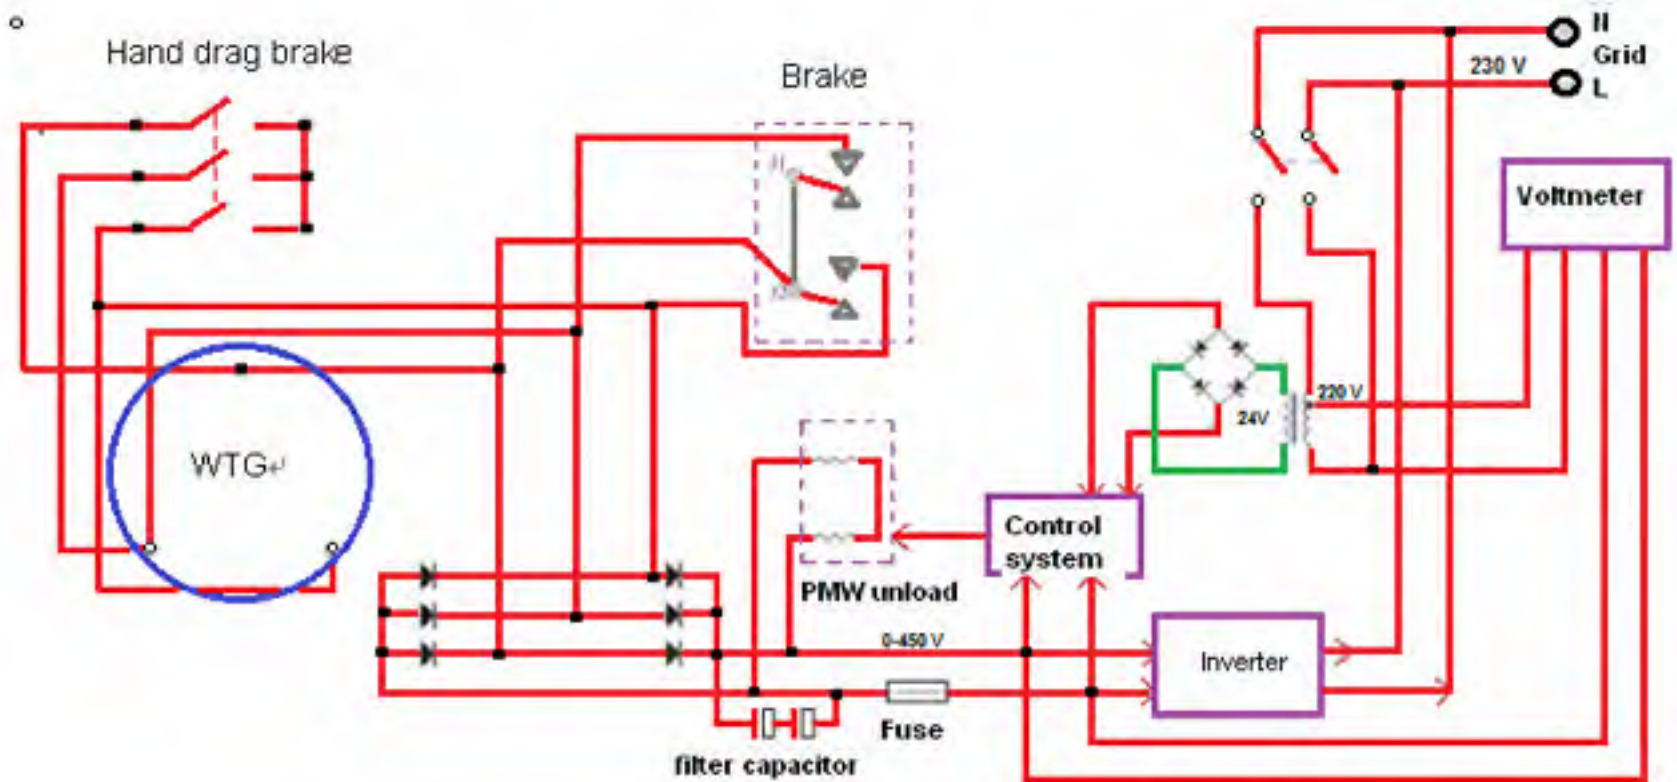 Hand drag brake
Brake
N
Grid
230 V
L
Voltmeter
WTG↵
220 V
24V
Control
system
PMW unload
0-450 V
Inverter
Fuse
filter capacitor